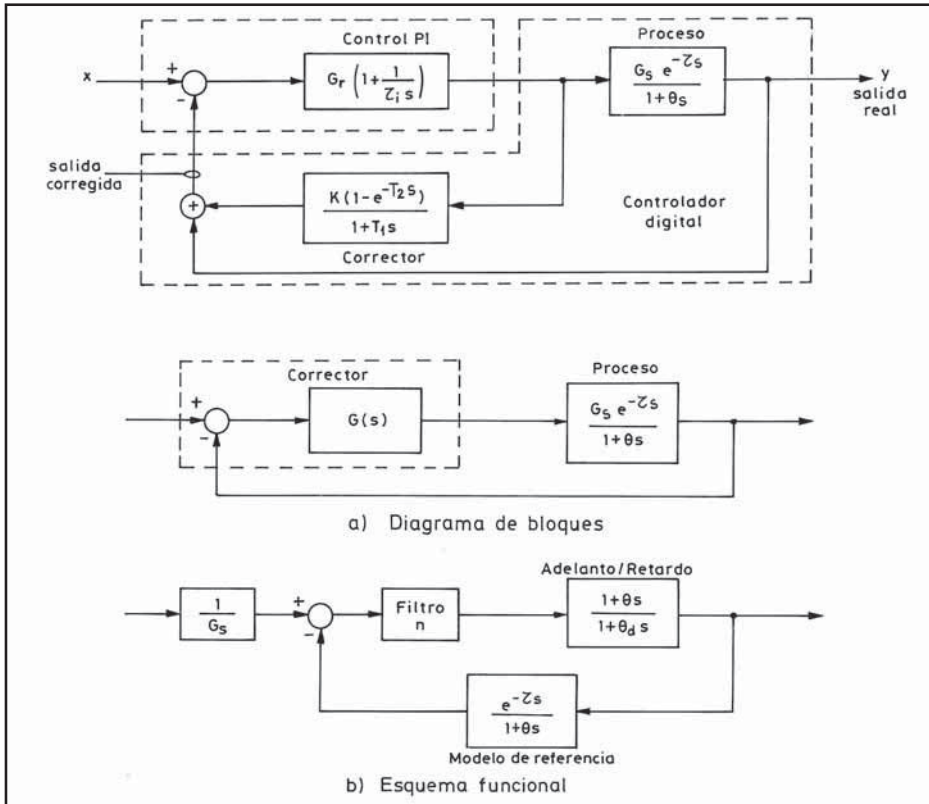 Control PI
Proceso
x
+
-
G_r (1 + 1/τ_i s)
G_s e^-τs / 1+θs
y
salida
real
salida
corregida
+
K(1-e^-T₂s) / 1+T₁s
Corrector
Controlador
digital
Corrector
Proceso
+
-
G(s)
G_s e^-τs / 1+θs
a) Diagrama de bloques
Adelanto/Retardo
1/G_s
+
-
Filtro
n
1+θs / 1+θ_d s
e^-τs / 1+θs
Modelo de referencia
b) Esquema funcional